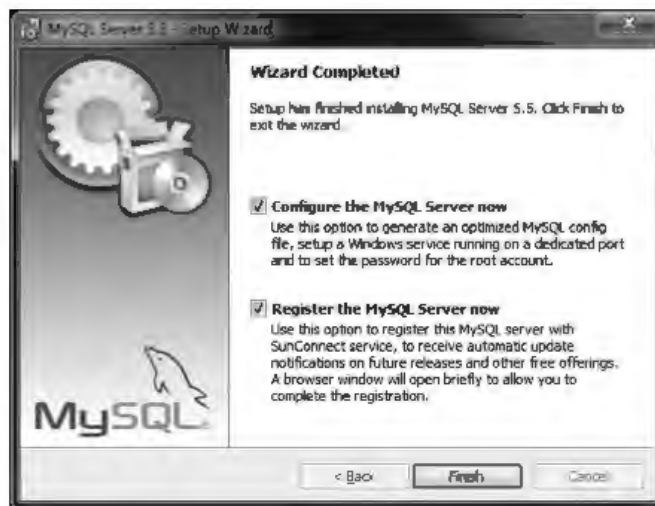 MySQL Server 5.5 - Setup Wizard
Wizard Completed
Setup has finished installing MySQL Server 5.5. Click Finish to
exit the wizard.
Configure the MySQL Server now
Use this option to generate an optimized MySQL config
file, setup a Windows service running on a dedicated port
and to set the password for the root account.
Register the MySQL Server now
Use this option to register this MySQL server with
SunConnect service, to receive automatic update
notifications on future releases and other free offerings.
A browser window will open briefly to allow you to
complete the registration.
MySQL
< Back
Finish
Cancel